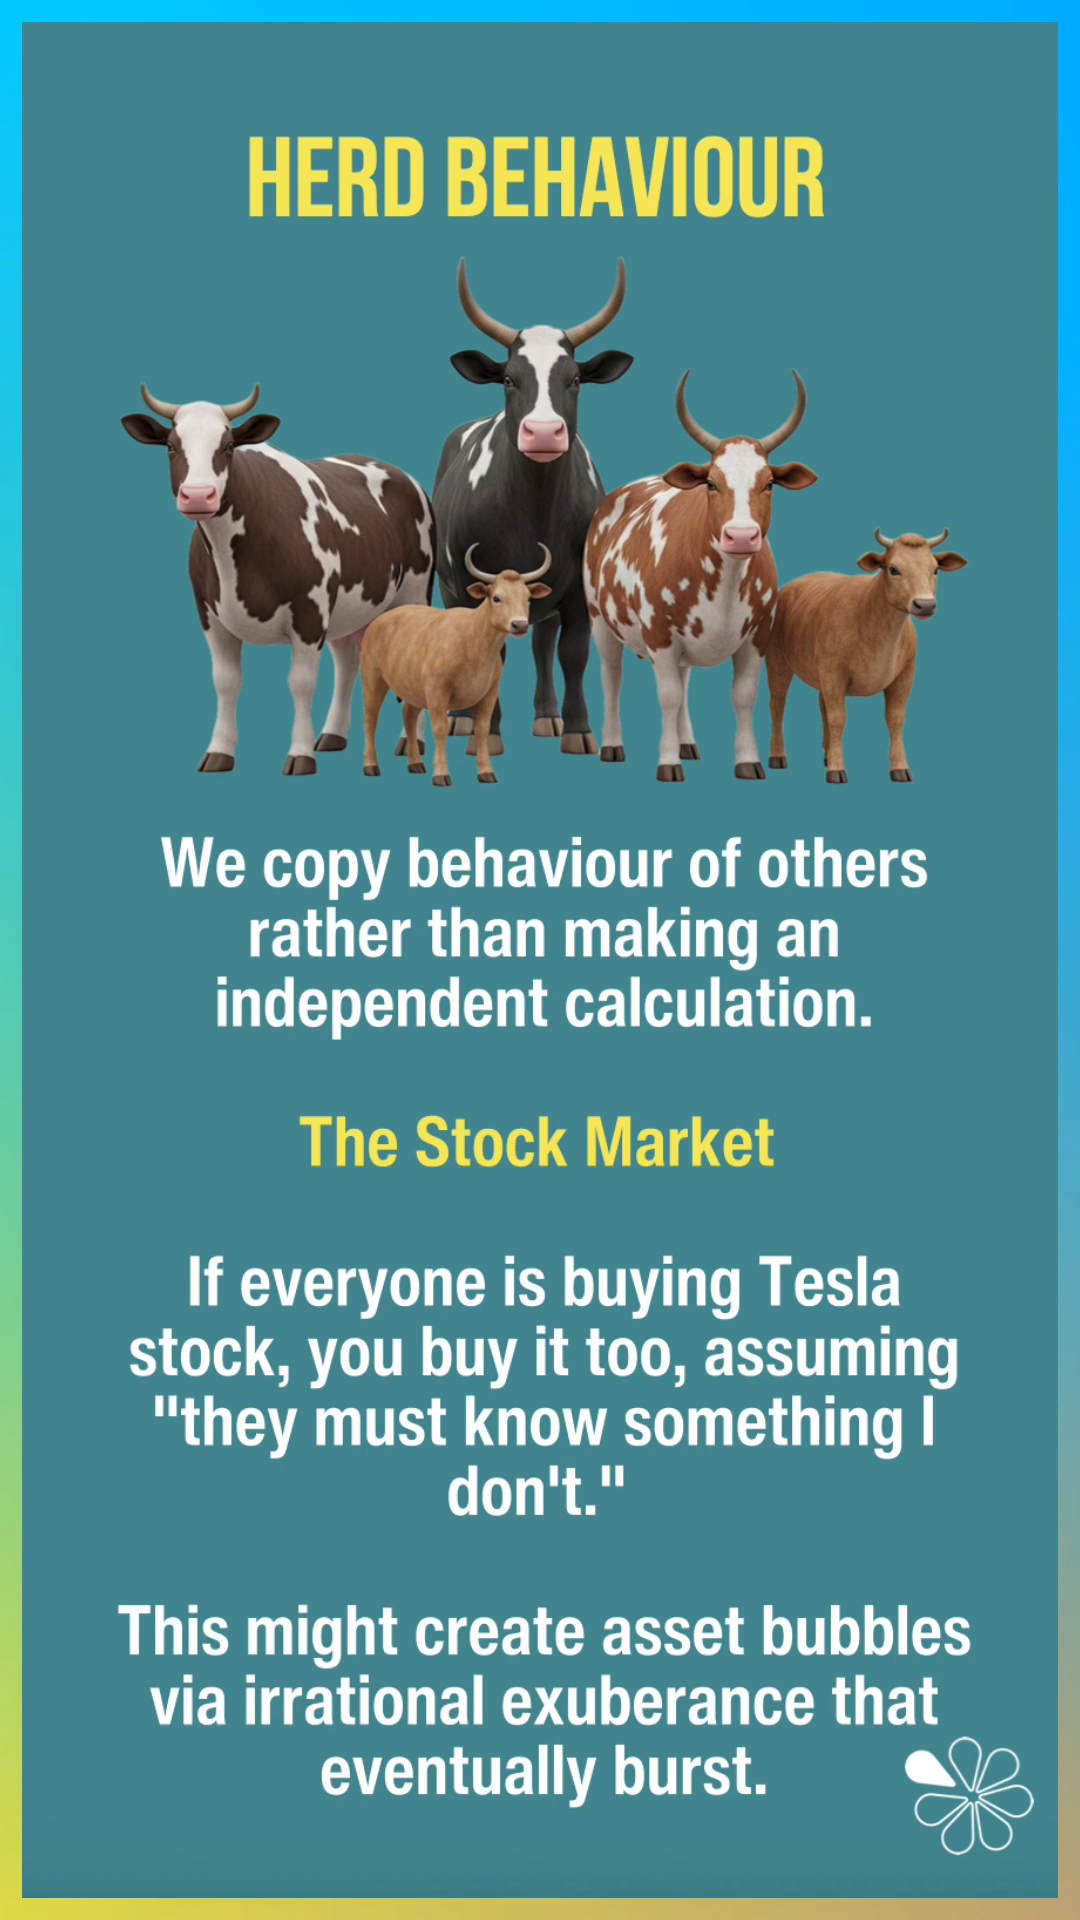 HERD BEHAVIOUR
We copy behaviour of others
rather than making an
independent calculation.
The Stock Market
If everyone is buying Tesla
stock, you buy it too, assuming
"they must know something I
don't."
This might create asset bubbles
via irrational exuberance that
eventually burst.